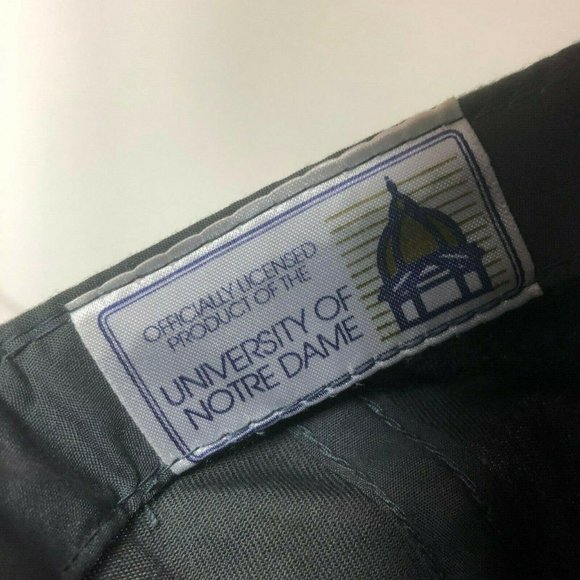 OFFICIALLY LICENSED
PRODUCT OF THE
UNIVERSITY OF
NOTRE DAME